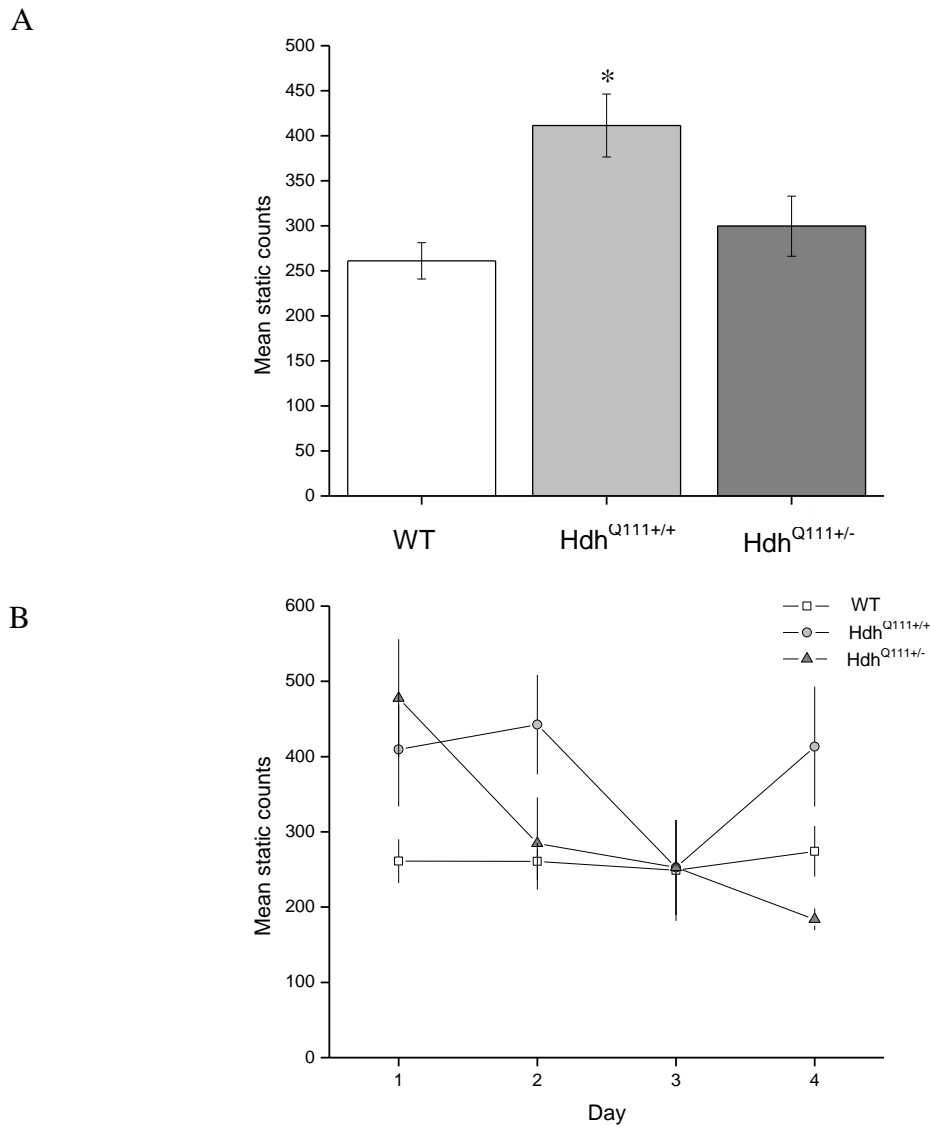 A
500
450
400
350
300
250
200
150
100
50
0
Mean static counts
*
WT
Hdh^Q111+/+
Hdh^Q111+/-
B
600
500
400
300
200
100
0
Mean static counts
WT
Hdh^Q111+/+
Hdh^Q111+/-
1 2 3 4
Day